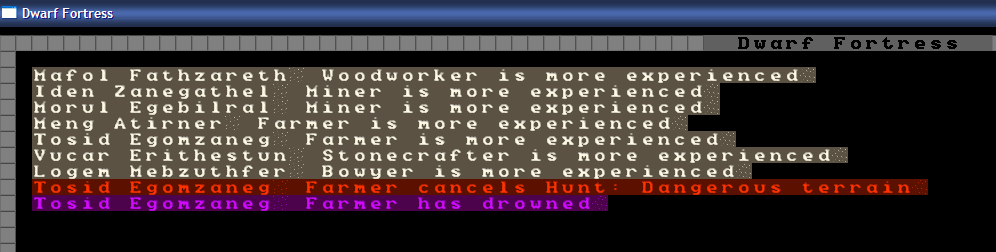 Dwarf Fortress
Dwarf Fortress
Mafol Fathzareth Woodworker is more experienced
Iden Zanegathel Miner is more experienced
Morul Egebilral Miner is more experienced
Meng Atirner Farmer is more experienced
Tosid Egomzaneg Farmer is more experienced
Vucar Erithestun Stonecrafter is more experienced
Logem Mebzuthfer Bowyer is more experienced
Tosid Egomzaneg Farmer cancels Hunt: Dangerous terrain
Tosid Egomzaneg Farmer has drowned